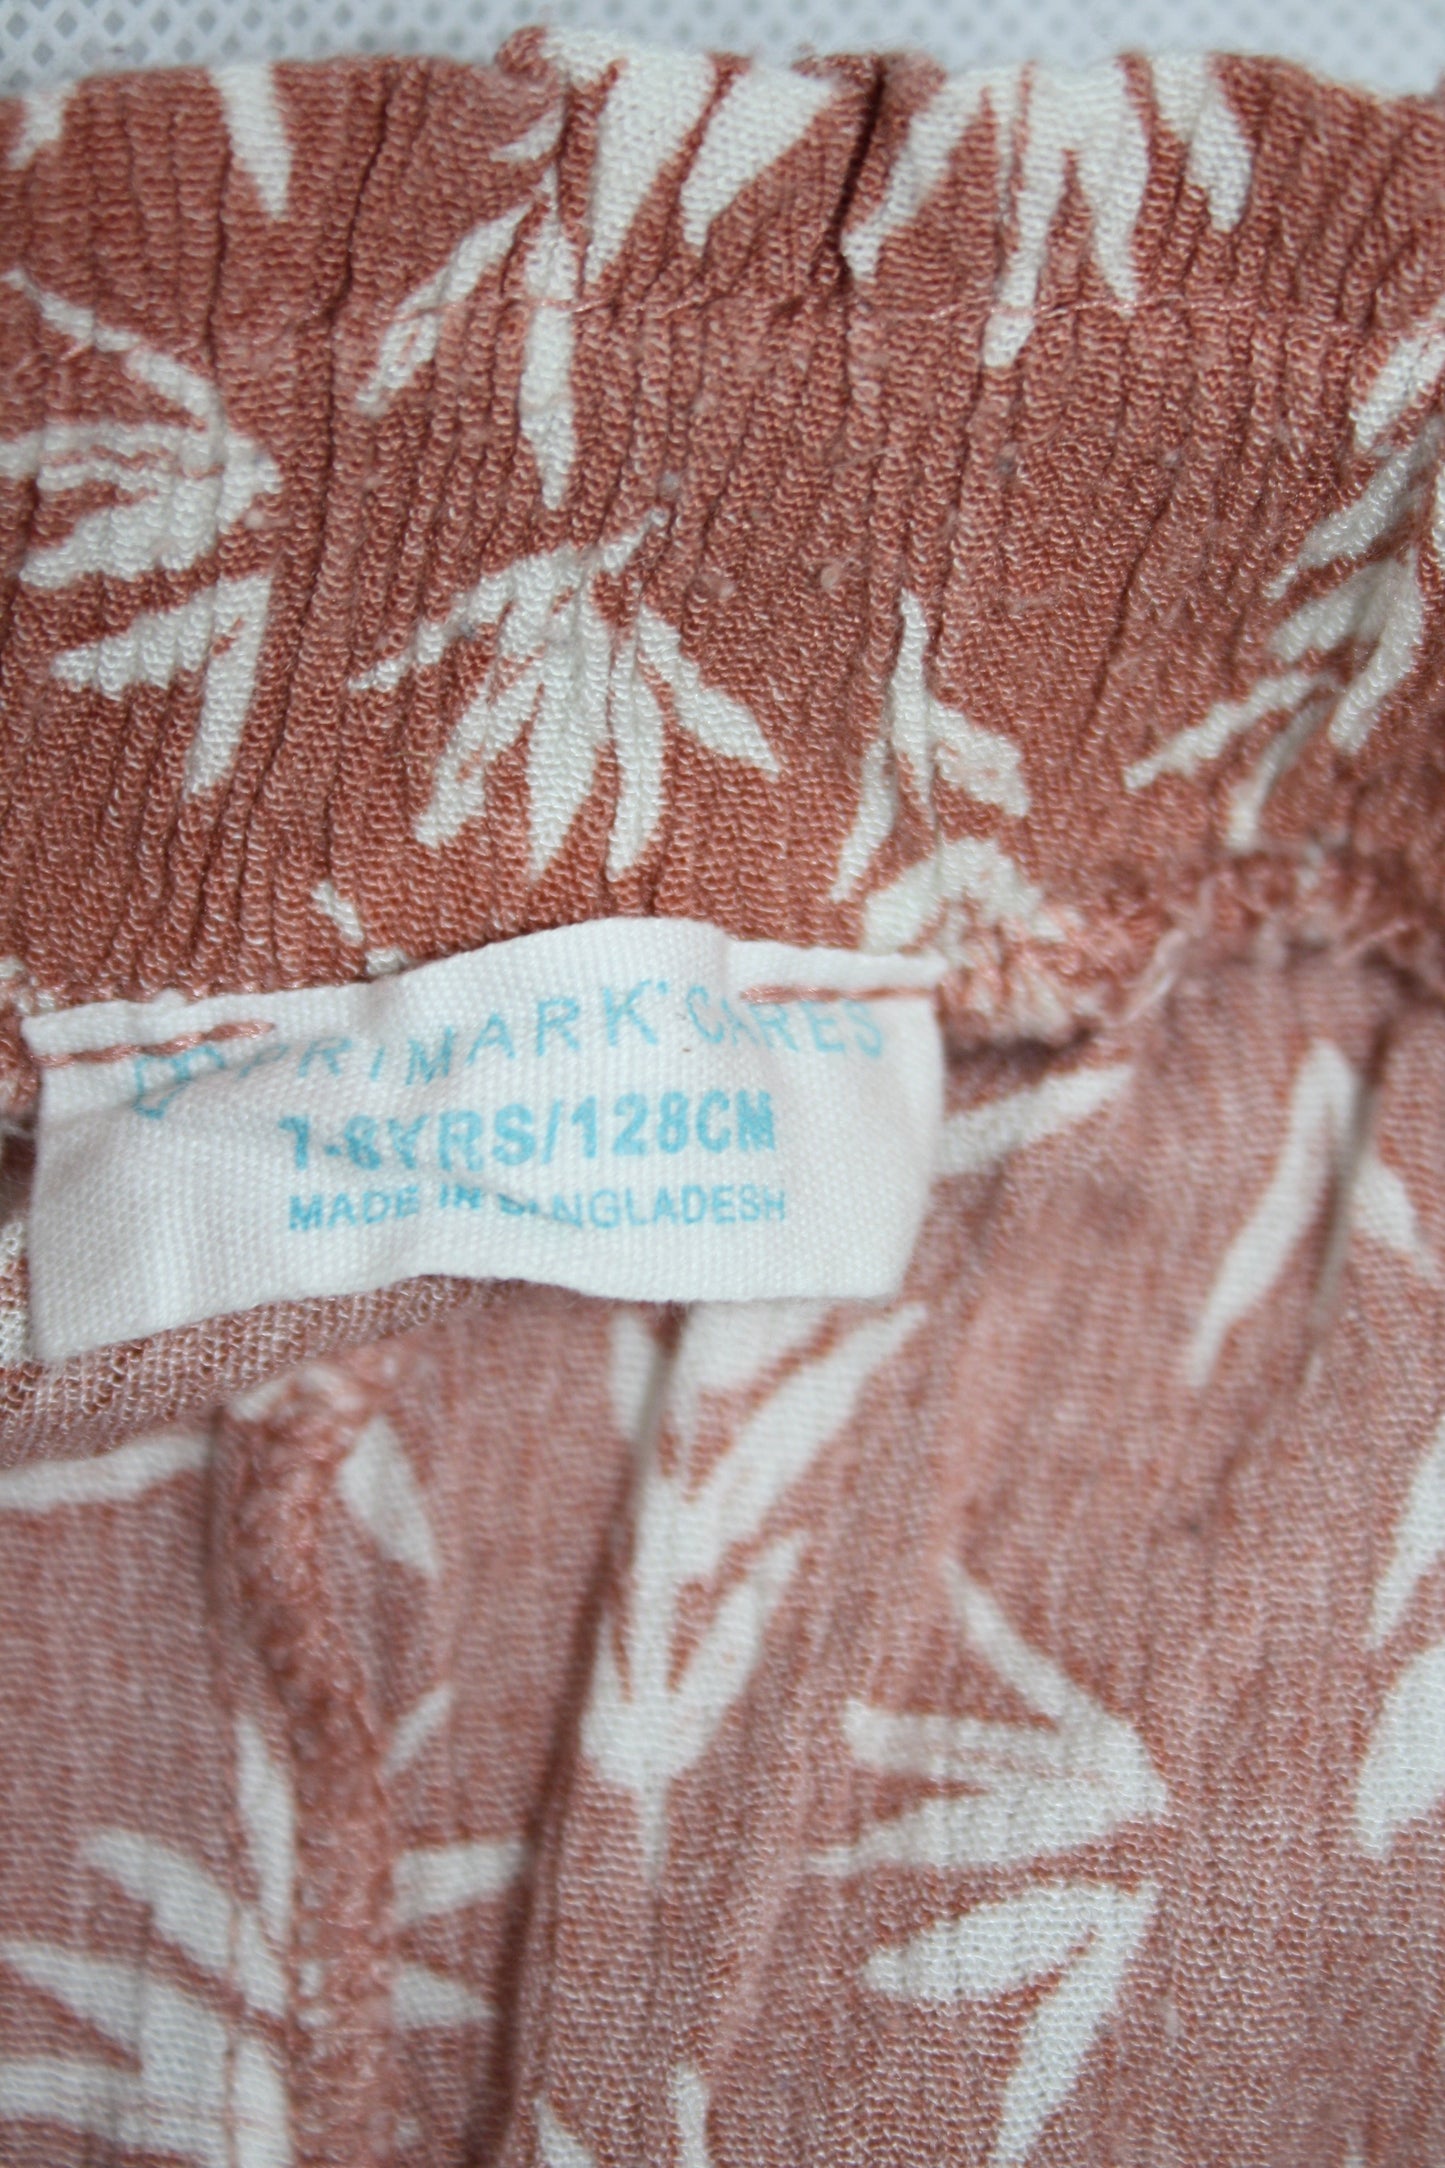 PRIMARK' CARES
7-8YRS/128CM
MADE IN BANGLADESH